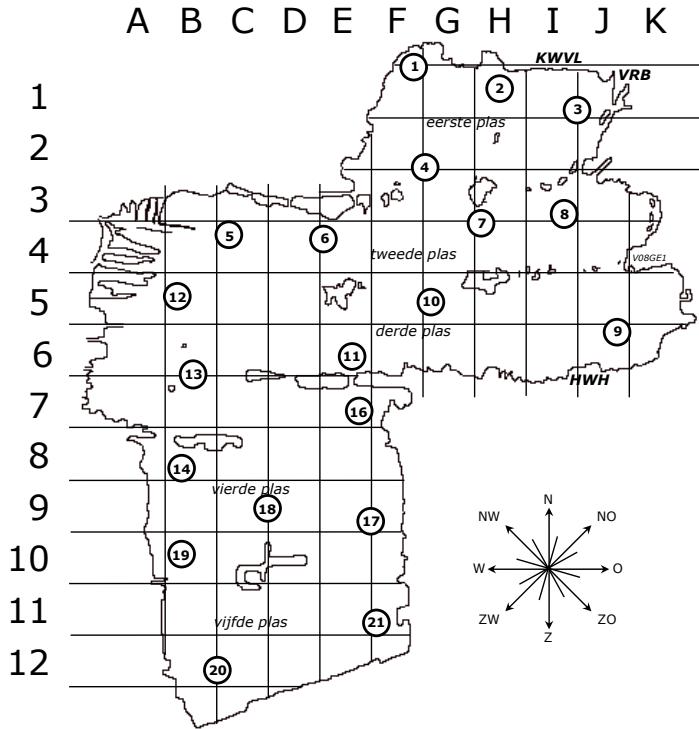 A B C D E F G H I J K
KWVL
VRB
1 1 2 3
eerste plas
2 4
3 7 8
4 5 6 tweede plas V08GE1
5 12 10
derde plas 9
6 13 11
HWH
7 16
8 14
vierde plas
9 18 17
10 19
11 vijfde plas 21
12 20
N
NW NO
W O
ZW ZO
Z